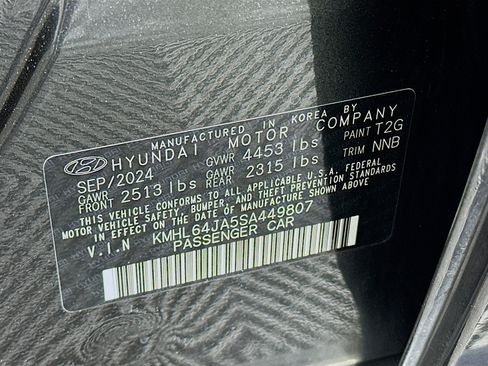 MANUFACTURED IN KOREA BY
HYUNDAI MOTOR COMPANY
SEP/2024 GVWR 4453 lbs PAINT T2G
GAWR FRONT 2513 lbs GAWR REAR 2315 lbs TRIM NNB
THIS VEHICLE CONFORMS TO ALL APPLICABLE U.S.A. FEDERAL
MOTOR VEHICLE SAFETY, BUMPER, AND THEFT PREVENTION STANDARDS
IN EFFECT ON THE DATE OF MANUFACTURE SHOWN ABOVE.
V.I.N KMHL64JA5SA449807
PASSENGER CAR